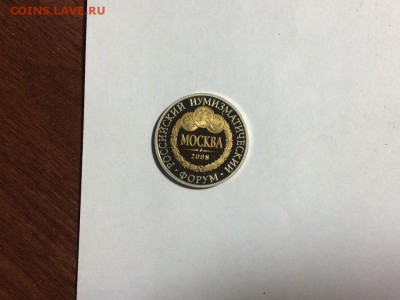 COINS.LAVE.RU
РОССИЙСКИЙ НУМИЗМАТИЧЕСКИЙ
МОСКВА
2008
· ФОРУМ ·